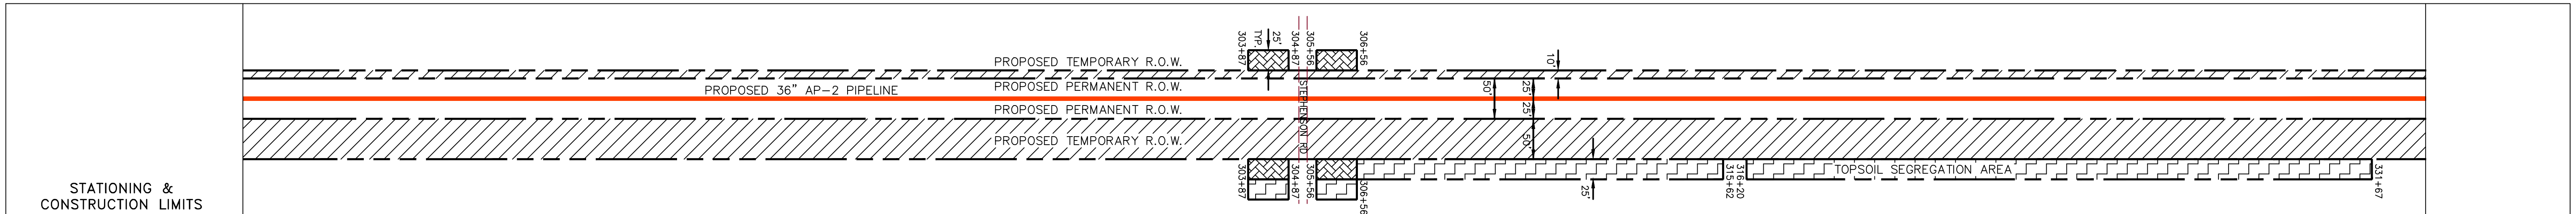 303+87
TYP.
25'
304+87
305+56
306+56
10'
PROPOSED TEMPORARY R.O.W.
PROPOSED 36" AP-2 PIPELINE
PROPOSED PERMANENT R.O.W.
STEPHENSON RD
50'
25'
25'
PROPOSED PERMANENT R.O.W.
PROPOSED TEMPORARY R.O.W.
50'
303+87
304+87
305+56
306+56
25'
315+62
316+20
TOPSOIL SEGREGATION AREA
331+67
STATIONING &
CONSTRUCTION LIMITS